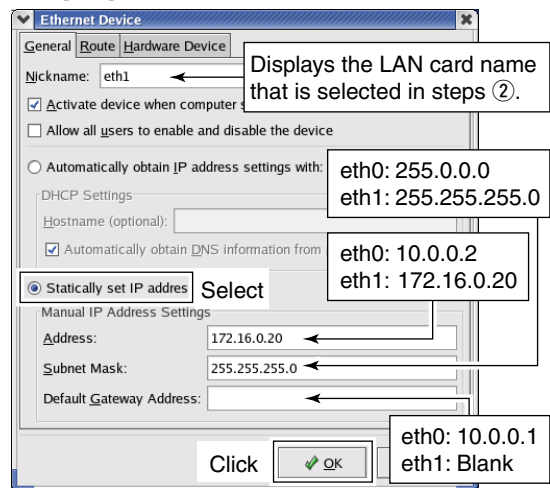 Ethernet Device
General Route Hardware Device
Nickname: eth1
Displays the LAN card name
that is selected in steps ②.
Activate device when computer s
Allow all users to enable and disable the device
Automatically obtain IP address settings with:
eth0: 255.0.0.0
eth1: 255.255.255.0
DHCP Settings
Hostname (optional):
Automatically obtain DNS information from
eth0: 10.0.0.2
eth1: 172.16.0.20
Statically set IP addres Select
Manual IP Address Settings
Address: 172.16.0.20
Subnet Mask: 255.255.255.0
Default Gateway Address:
eth0: 10.0.0.1
eth1: Blank
Click OK